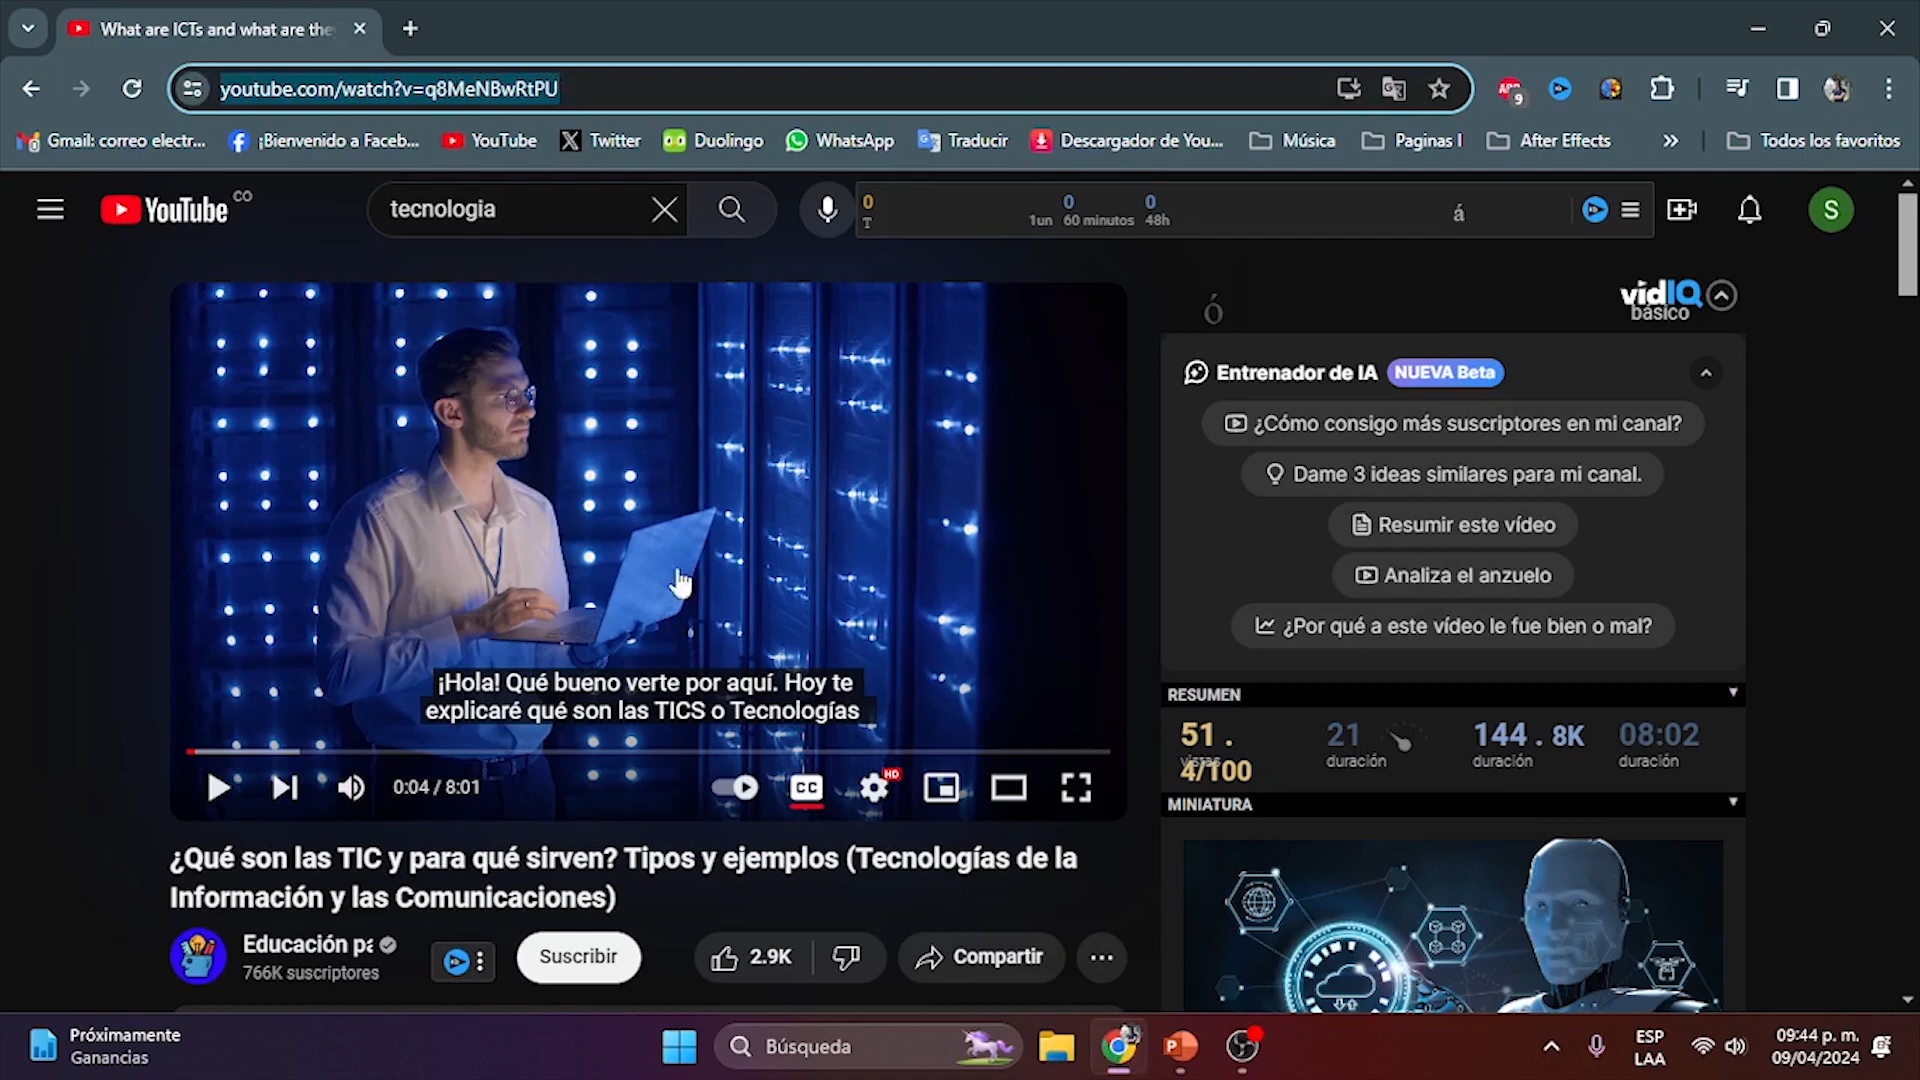 What are ICTs and what are the
youtube.com/watch?v=q8MeNBwRtPU
9
Gmail: correo electr...
¡Bienvenido a Faceb...
YouTube
Twitter
Duolingo
WhatsApp
Traducir
Descargador de You...
Música
Paginas I
After Effects
Todos los favoritos
YouTube CO
tecnologia
0
T
0
1un 60 minutos
0
48h
á
S
ó
vidIQ
básico
Entrenador de IA NUEVA Beta
¿Cómo consigo más suscriptores en mi canal?
Dame 3 ideas similares para mi canal.
Resumir este vídeo
Analiza el anzuelo
¿Por qué a este vídeo le fue bien o mal?
¡Hola! Qué bueno verte por aquí. Hoy te
explicaré qué son las TICS o Tecnologías
0:04 / 8:01
CC
HD
RESUMEN
51 .
4/100
21
duración
144 . 8K
duración
08:02
duración
MINIATURA
¿Qué son las TIC y para qué sirven? Tipos y ejemplos (Tecnologías de la
Información y las Comunicaciones)
Educación pa
766K suscriptores
Suscribir
2.9K
Compartir
Próximamente
Ganancias
Búsqueda
ESP
LAA
09:44 p. m.
09/04/2024